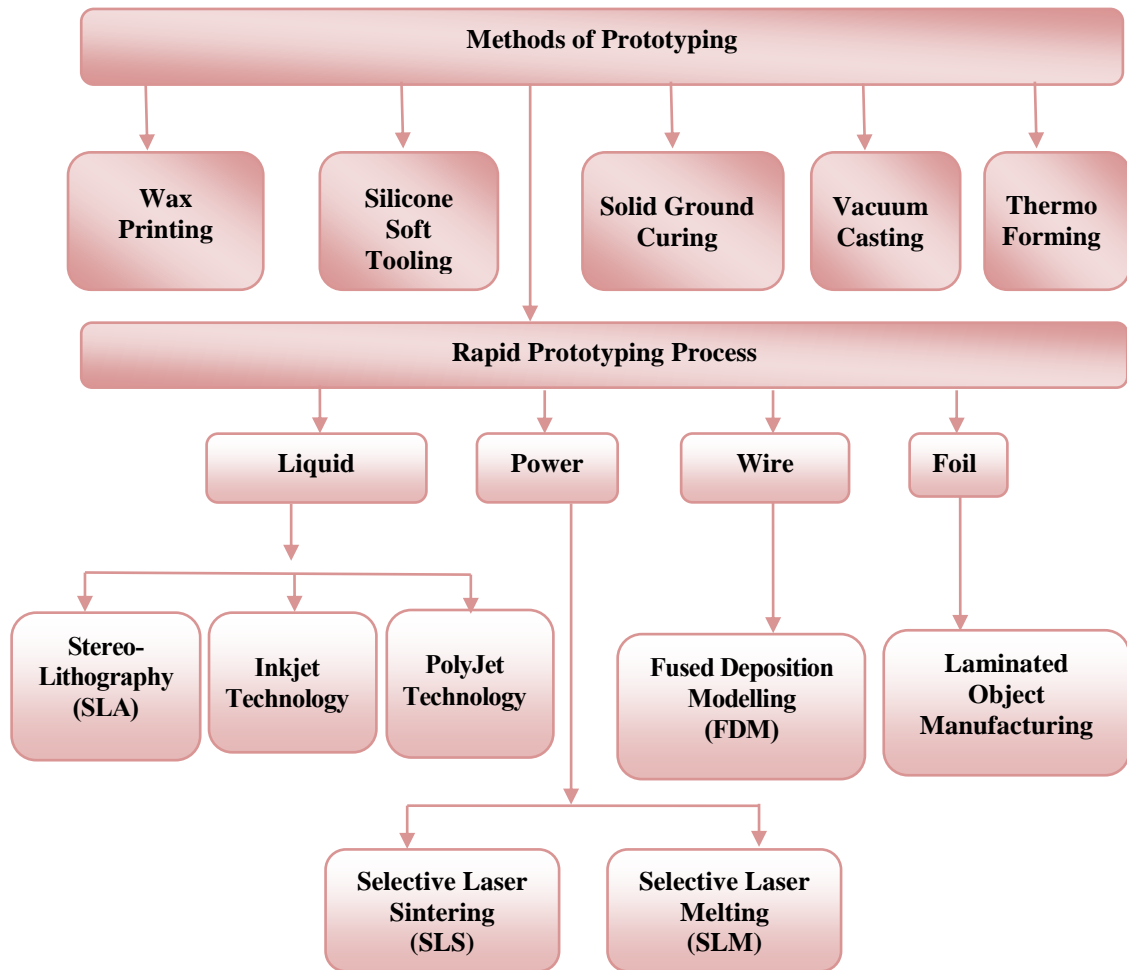 Methods of Prototyping
Wax
Printing
Silicone
Soft
Tooling
Solid Ground
Curing
Vacuum
Casting
Thermo
Forming
Rapid Prototyping Process
Liquid
Power
Wire
Foil
Stereo-
Lithography
(SLA)
Inkjet
Technology
PolyJet
Technology
Fused Deposition
Modelling
(FDM)
Laminated
Object
Manufacturing
Selective Laser
Sintering
(SLS)
Selective Laser
Melting
(SLM)